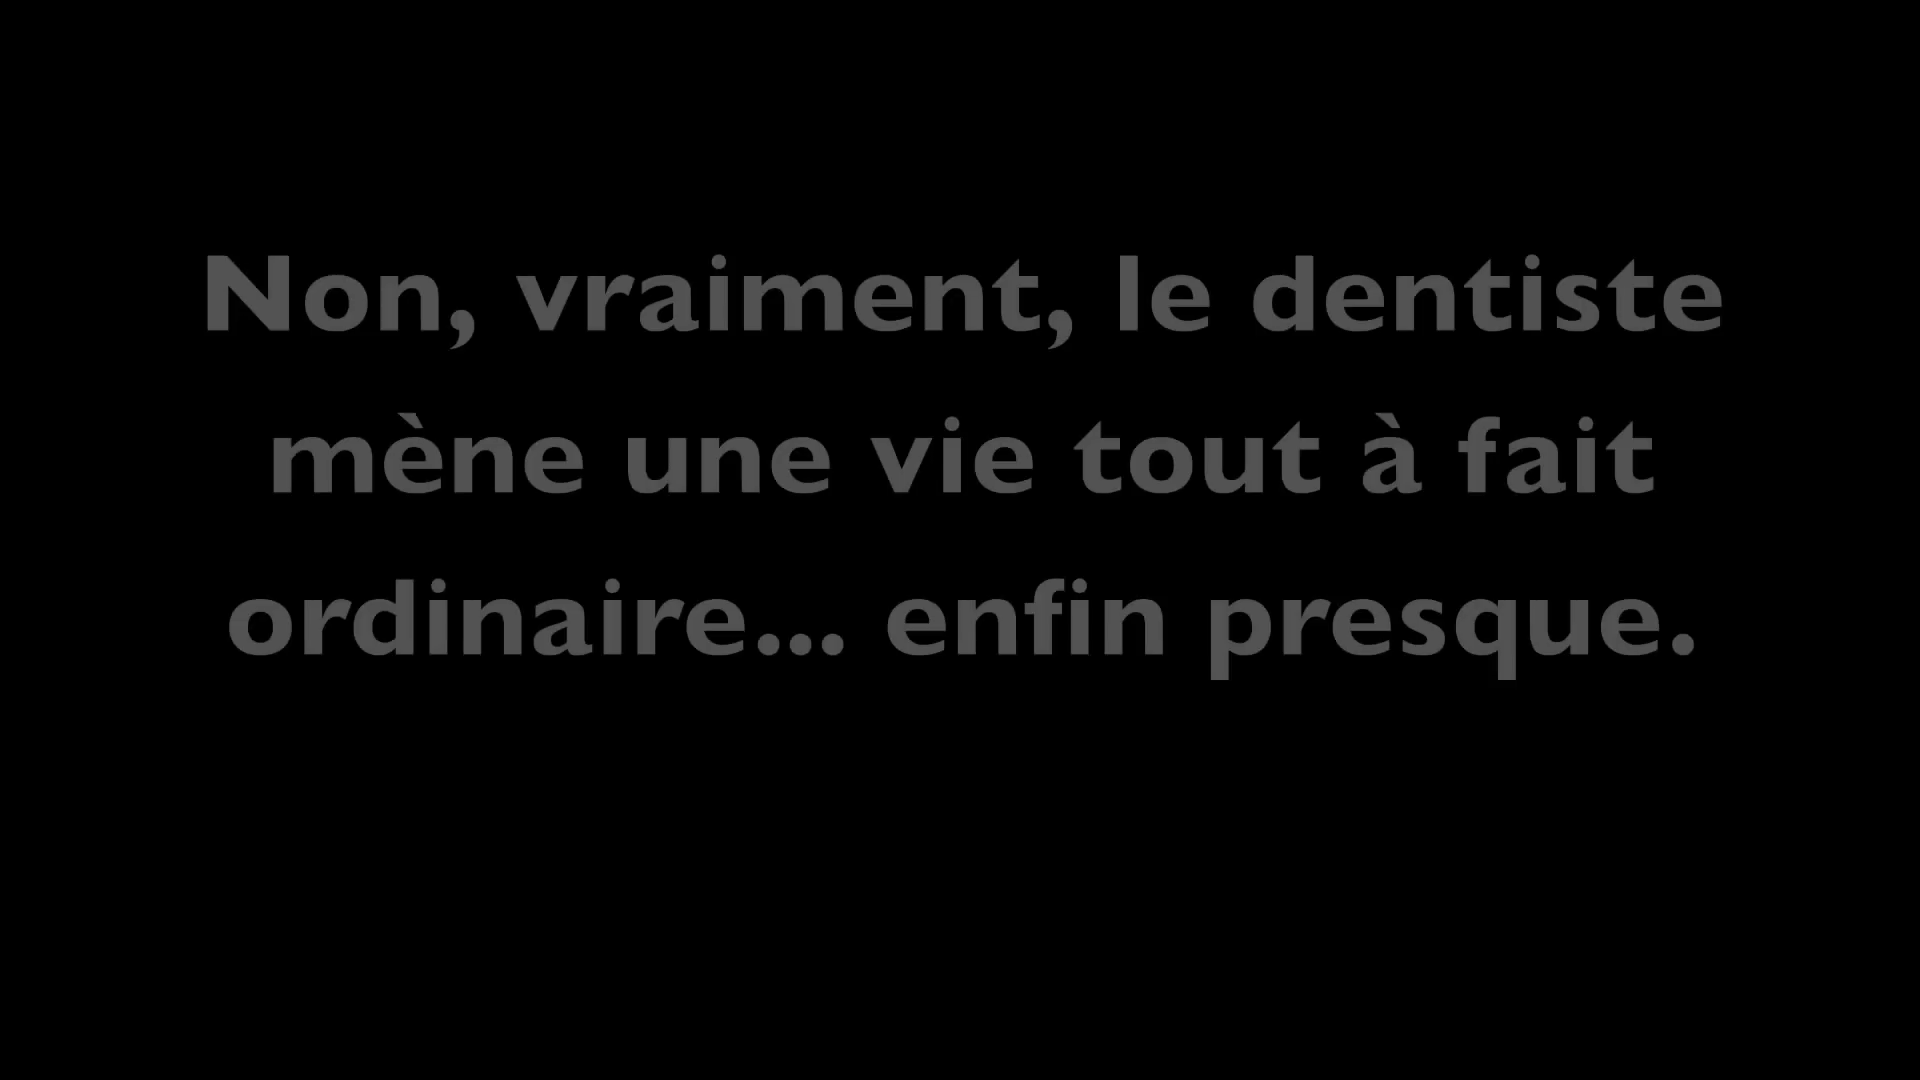 Non, vraiment, le dentiste
mène une vie tout à fait
ordinaire... enfin presque.